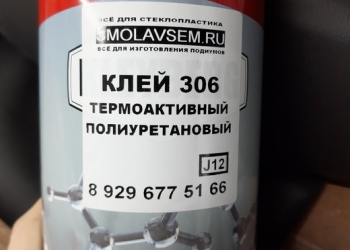 ВСЁ ДЛЯ СТЕКЛОПЛАСТИКА
SMOLAVSEM.RU
ВСЁ ДЛЯ ИЗГОТОВЛЕНИЯ ПОДИУМОВ
КЛЕЙ 306
ТЕРМОАКТИВНЫЙ
ПОЛИУРЕТАНОВЫЙ
J12
8 929 677 51 66